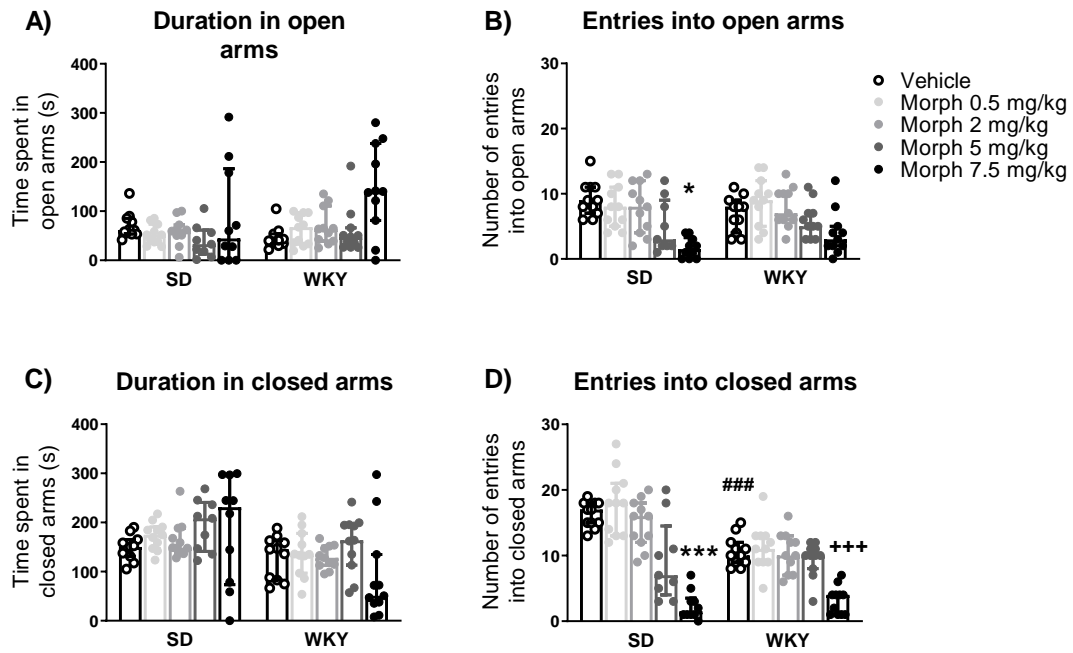 A) Duration in open
arms
Time spent in
open arms (s)
400
300
200
100
0
SD WKY
B) Entries into open arms
Number of entries
into open arms
30
20
10
0
*
SD WKY
Vehicle
Morph 0.5 mg/kg
Morph 2 mg/kg
Morph 5 mg/kg
Morph 7.5 mg/kg
C) Duration in closed arms
Time spent in
closed arms (s)
400
300
200
100
0
SD WKY
D) Entries into closed arms
Number of entries
into closed arms
30
20
10
0
***
###
+++
SD WKY